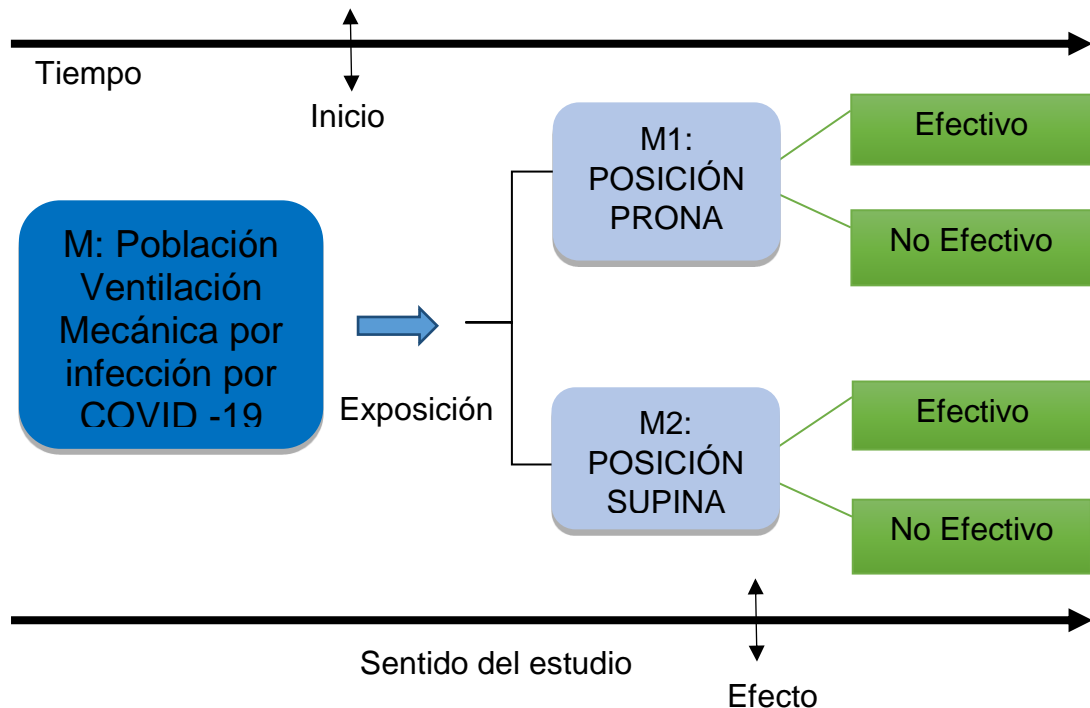 Tiempo
Inicio
M: Población
Ventilación
Mecánica por
infección por
COVID -19
Exposición
M1:
POSICIÓN
PRONA
Efectivo
No Efectivo
M2:
POSICIÓN
SUPINA
Efectivo
No Efectivo
Sentido del estudio
Efecto